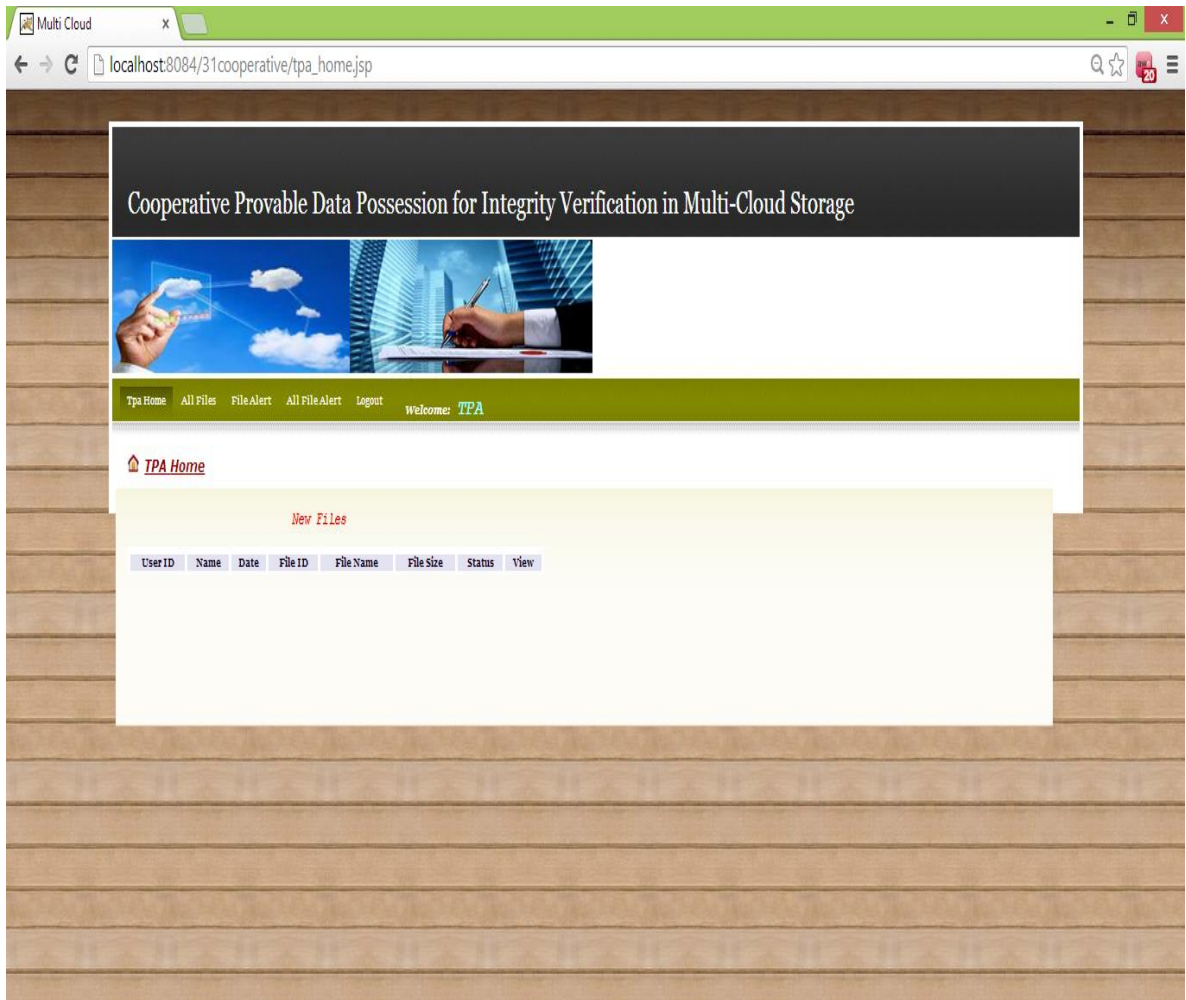 Multi Cloud x
localhost:8084/31cooperative/tpa_home.jsp
20
Cooperative Provable Data Possession for Integrity Verification in Multi-Cloud Storage
Tpa Home All Files File Alert All File Alert Logout Welcome: TPA
TPA Home
New Files
User ID Name Date File ID File Name File Size Status View